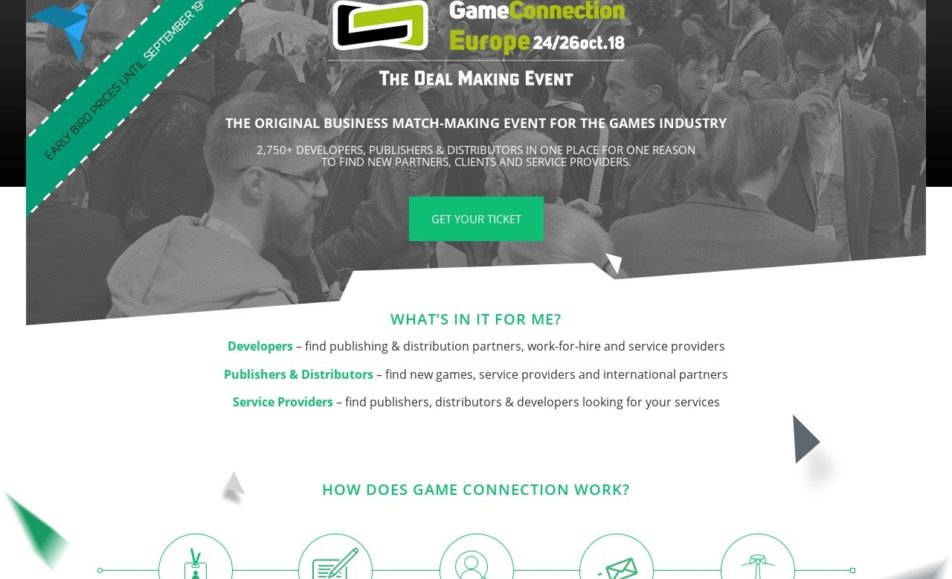 EARLY BIRD PRICES UNTIL SEPTEMBER 19
GameConnection
Europe 24/26oct.18
THE DEAL MAKING EVENT
THE ORIGINAL BUSINESS MATCH-MAKING EVENT FOR THE GAMES INDUSTRY
2,750+ DEVELOPERS, PUBLISHERS & DISTRIBUTORS IN ONE PLACE FOR ONE REASON
TO FIND NEW PARTNERS, CLIENTS AND SERVICE PROVIDERS.
GET YOUR TICKET
WHAT'S IN IT FOR ME?
Developers – find publishing & distribution partners, work-for-hire and service providers
Publishers & Distributors – find new games, service providers and international partners
Service Providers – find publishers, distributors & developers looking for your services
HOW DOES GAME CONNECTION WORK?